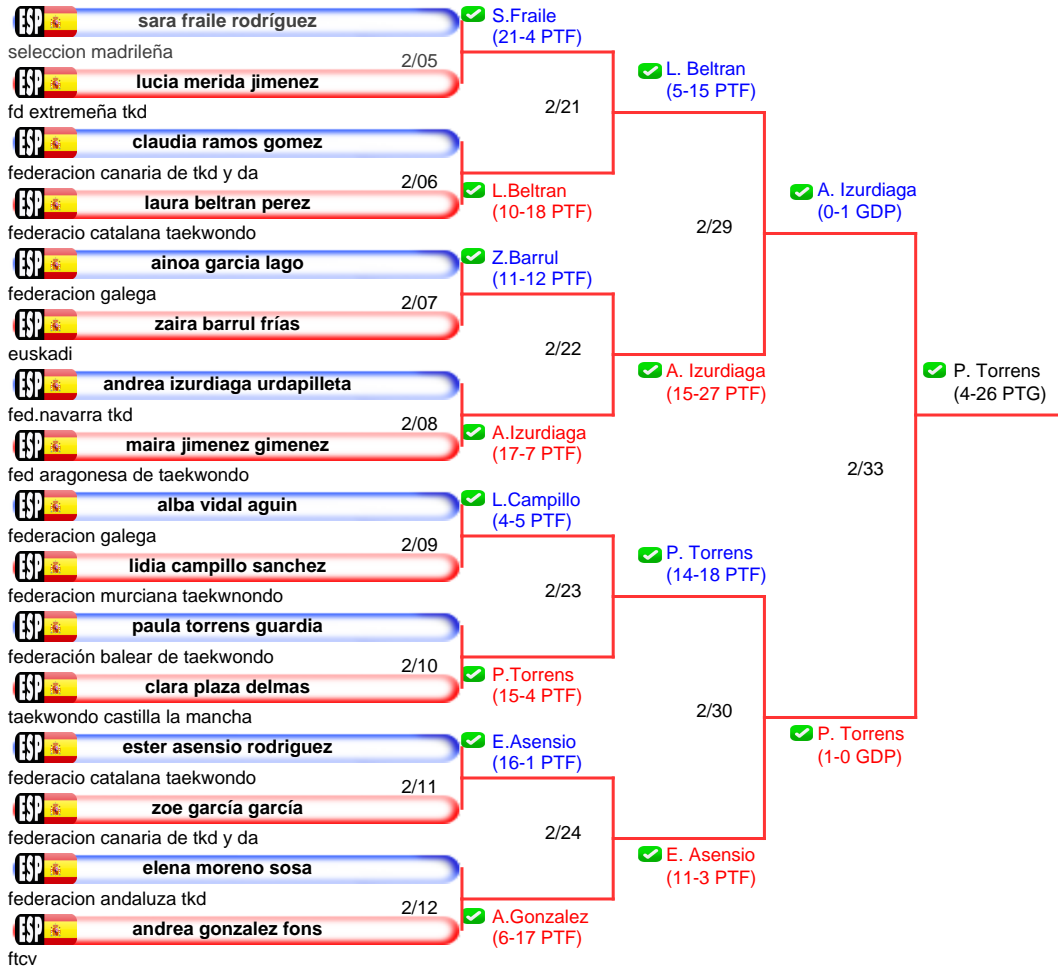 ESP sara fraile rodríguez
seleccion madrileña
2/05
ESP lucia merida jimenez
fd extremeña tkd
ESP claudia ramos gomez
federacion canaria de tkd y da
2/06
ESP laura beltran perez
federacio catalana taekwondo
ESP ainoa garcia lago
federacion galega
2/07
ESP zaira barrul frías
euskadi
ESP andrea izurdiaga urdapilleta
fed.navarra tkd
2/08
ESP maira jimenez gimenez
fed aragonesa de taekwondo
ESP alba vidal aguin
federacion galega
2/09
ESP lidia campillo sanchez
federacion murciana taekwnondo
ESP paula torrens guardia
federación balear de taekwondo
2/10
ESP clara plaza delmas
taekwondo castilla la mancha
ESP ester asensio rodriguez
federacio catalana taekwondo
2/11
ESP zoe garcía garcía
federacion canaria de tkd y da
ESP elena moreno sosa
federacion andaluza tkd
2/12
ESP andrea gonzalez fons
ftcv
S.Fraile
(21-4 PTF)
2/21
L.Beltran
(10-18 PTF)
Z.Barrul
(11-12 PTF)
2/22
A.Izurdiaga
(17-7 PTF)
L.Campillo
(4-5 PTF)
2/23
P.Torrens
(15-4 PTF)
E.Asensio
(16-1 PTF)
2/24
A.Gonzalez
(6-17 PTF)
L. Beltran
(5-15 PTF)
2/29
A. Izurdiaga
(15-27 PTF)
P. Torrens
(14-18 PTF)
2/30
E. Asensio
(11-3 PTF)
A. Izurdiaga
(0-1 GDP)
2/33
P. Torrens
(1-0 GDP)
P. Torrens
(4-26 PTG)